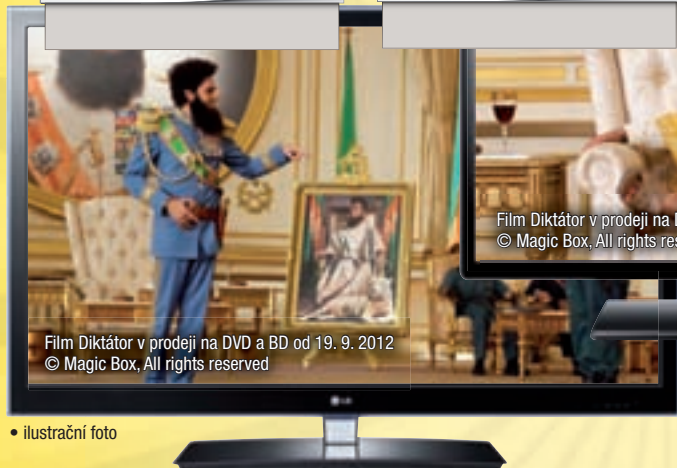 Film Diktátor v prodeji na DVD a BD od 19. 9. 2012
© Magic Box, All rights reserved
Film Diktátor v prodeji na
© Magic Box, All rights
LG
• ilustrační foto